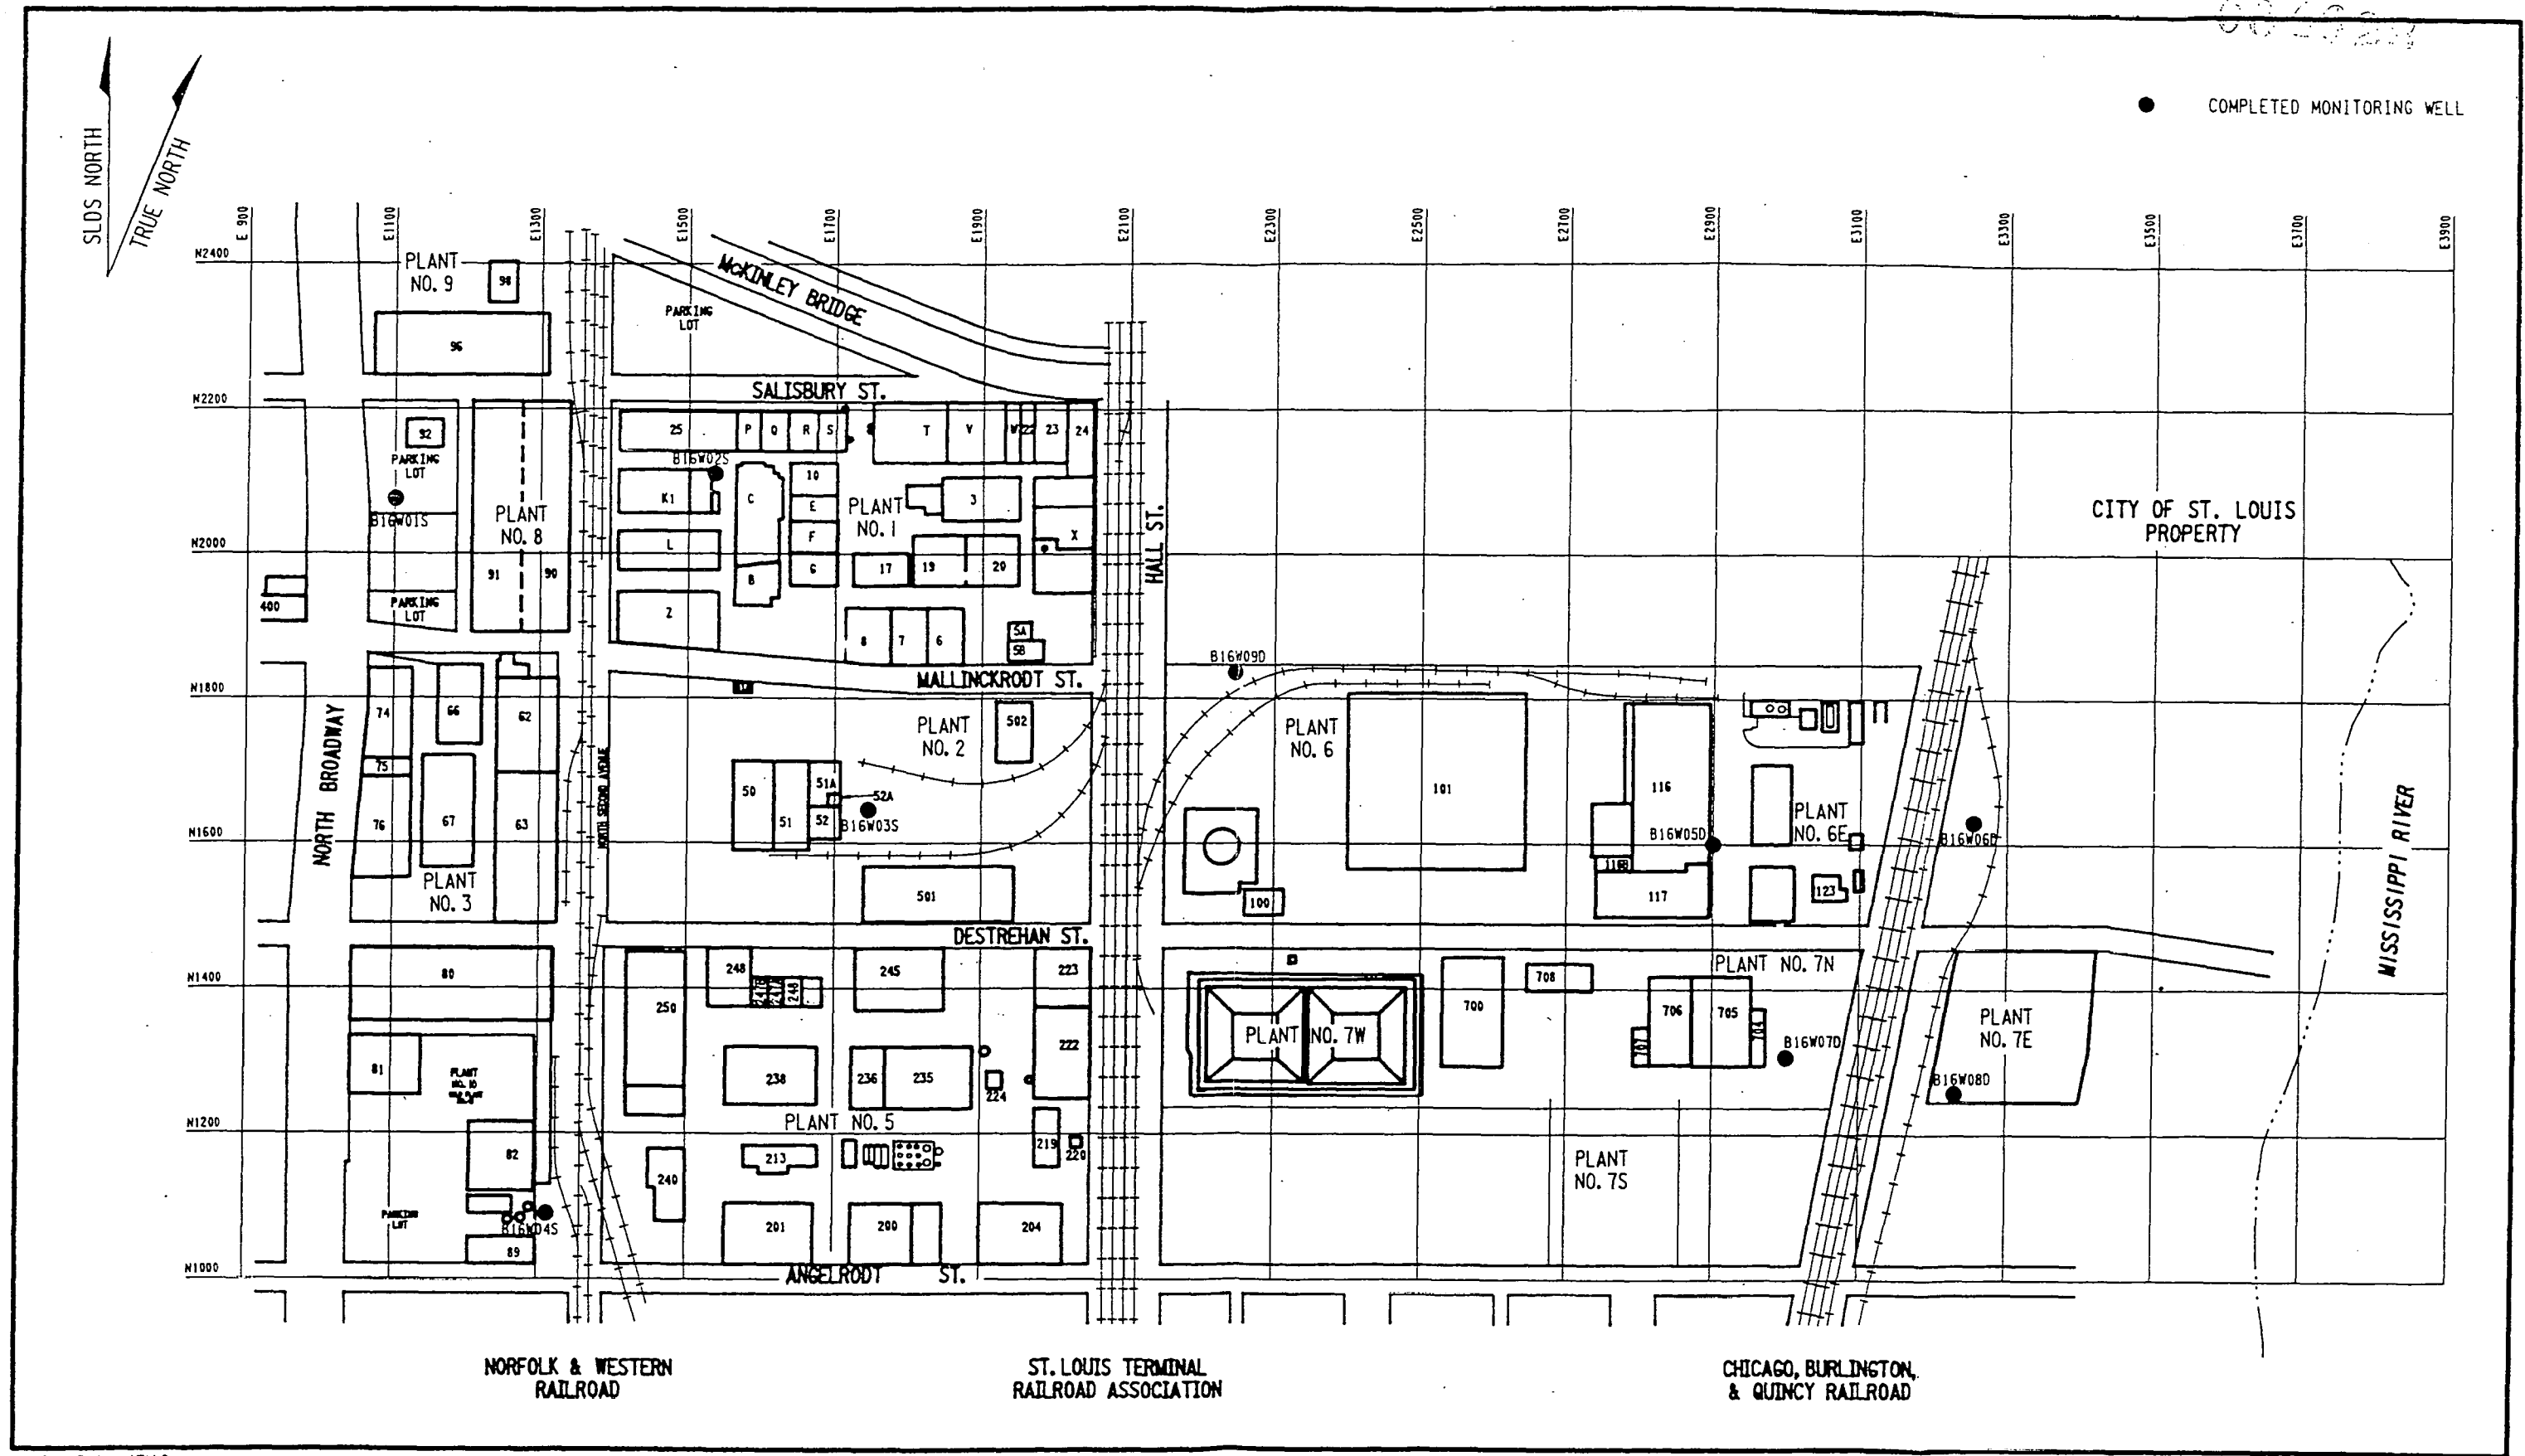 COMPLETED MONITORING WELL
SLDS NORTH
TRUE NORTH
E 900
E1100
E1300
E1500
E1700
E1900
E2100
E2300
E2500
E2700
E2900
E3100
E3300
E3500
E3700
E3900
N2400
PLANT
NO. 9
98
McKINLEY BRIDGE
PARKING
LOT
96
SALISBURY ST.
N2200
92
PARKING
LOT
B16W01S
PLANT
NO. 8
91
90
PARKING
LOT
400
25
P
Q
R
S
T
V
W
22
23
24
B16W02S
K1
C
10
E
F
G
L
B
Z
PLANT
NO. 1
3
X
17
19
20
8
7
6
5A
5B
HALL ST.
CITY OF ST. LOUIS
PROPERTY
N2000
B16W09D
MALLINCKRODT ST.
N1800
NORTH BROADWAY
74
66
62
75
76
67
63
PLANT
NO. 3
NORTH SECOND AVENUE
PLANT
NO. 2
502
50
51
51A
52A
52
B16W03S
501
PLANT
NO. 6
101
116
B16W05D
116B
117
100
PLANT
NO. 6E
123
B16W06D
MISSISSIPPI RIVER
N1600
DESTREHAN ST.
N1400
80
81
82
PARKING
LOT
B16W04S
89
250
248
247B
247A
246
245
223
222
238
236
235
224
PLANT NO. 5
213
219
220
240
201
200
204
PLANT NO. 7W
700
708
PLANT NO. 7N
706
705
707
704
B16W07D
PLANT
NO. 7E
B16W08D
PLANT
NO. 7S
N1200
N1000
ANGELRODT ST.
NORFOLK & WESTERN
RAILROAD
ST. LOUIS TERMINAL
RAILROAD ASSOCIATION
CHICAGO, BURLINGTON,
& QUINCY RAILROAD